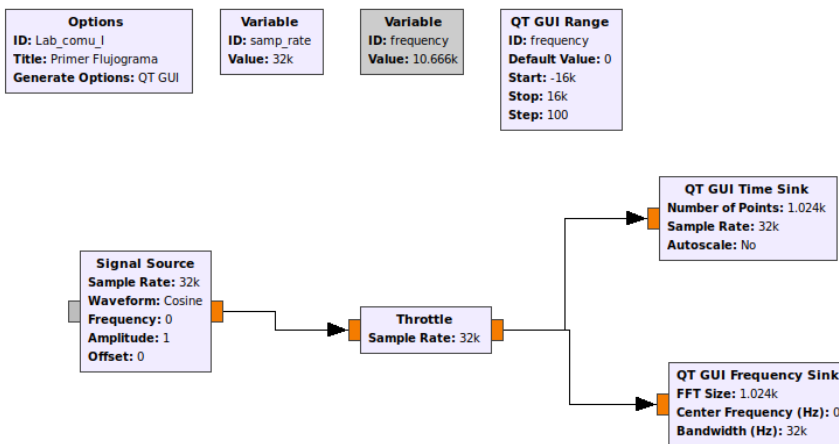 Options
ID: Lab_comu_I
Title: Primer Flujograma
Generate Options: QT GUI
Variable
ID: samp_rate
Value: 32k
Variable
ID: frequency
Value: 10.666k
QT GUI Range
ID: frequency
Default Value: 0
Start: -16k
Stop: 16k
Step: 100
QT GUI Time Sink
Number of Points: 1.024k
Sample Rate: 32k
Autoscale: No
Signal Source
Sample Rate: 32k
Waveform: Cosine
Frequency: 0
Amplitude: 1
Offset: 0
Throttle
Sample Rate: 32k
QT GUI Frequency Sink
FFT Size: 1.024k
Center Frequency (Hz): 0
Bandwidth (Hz): 32k